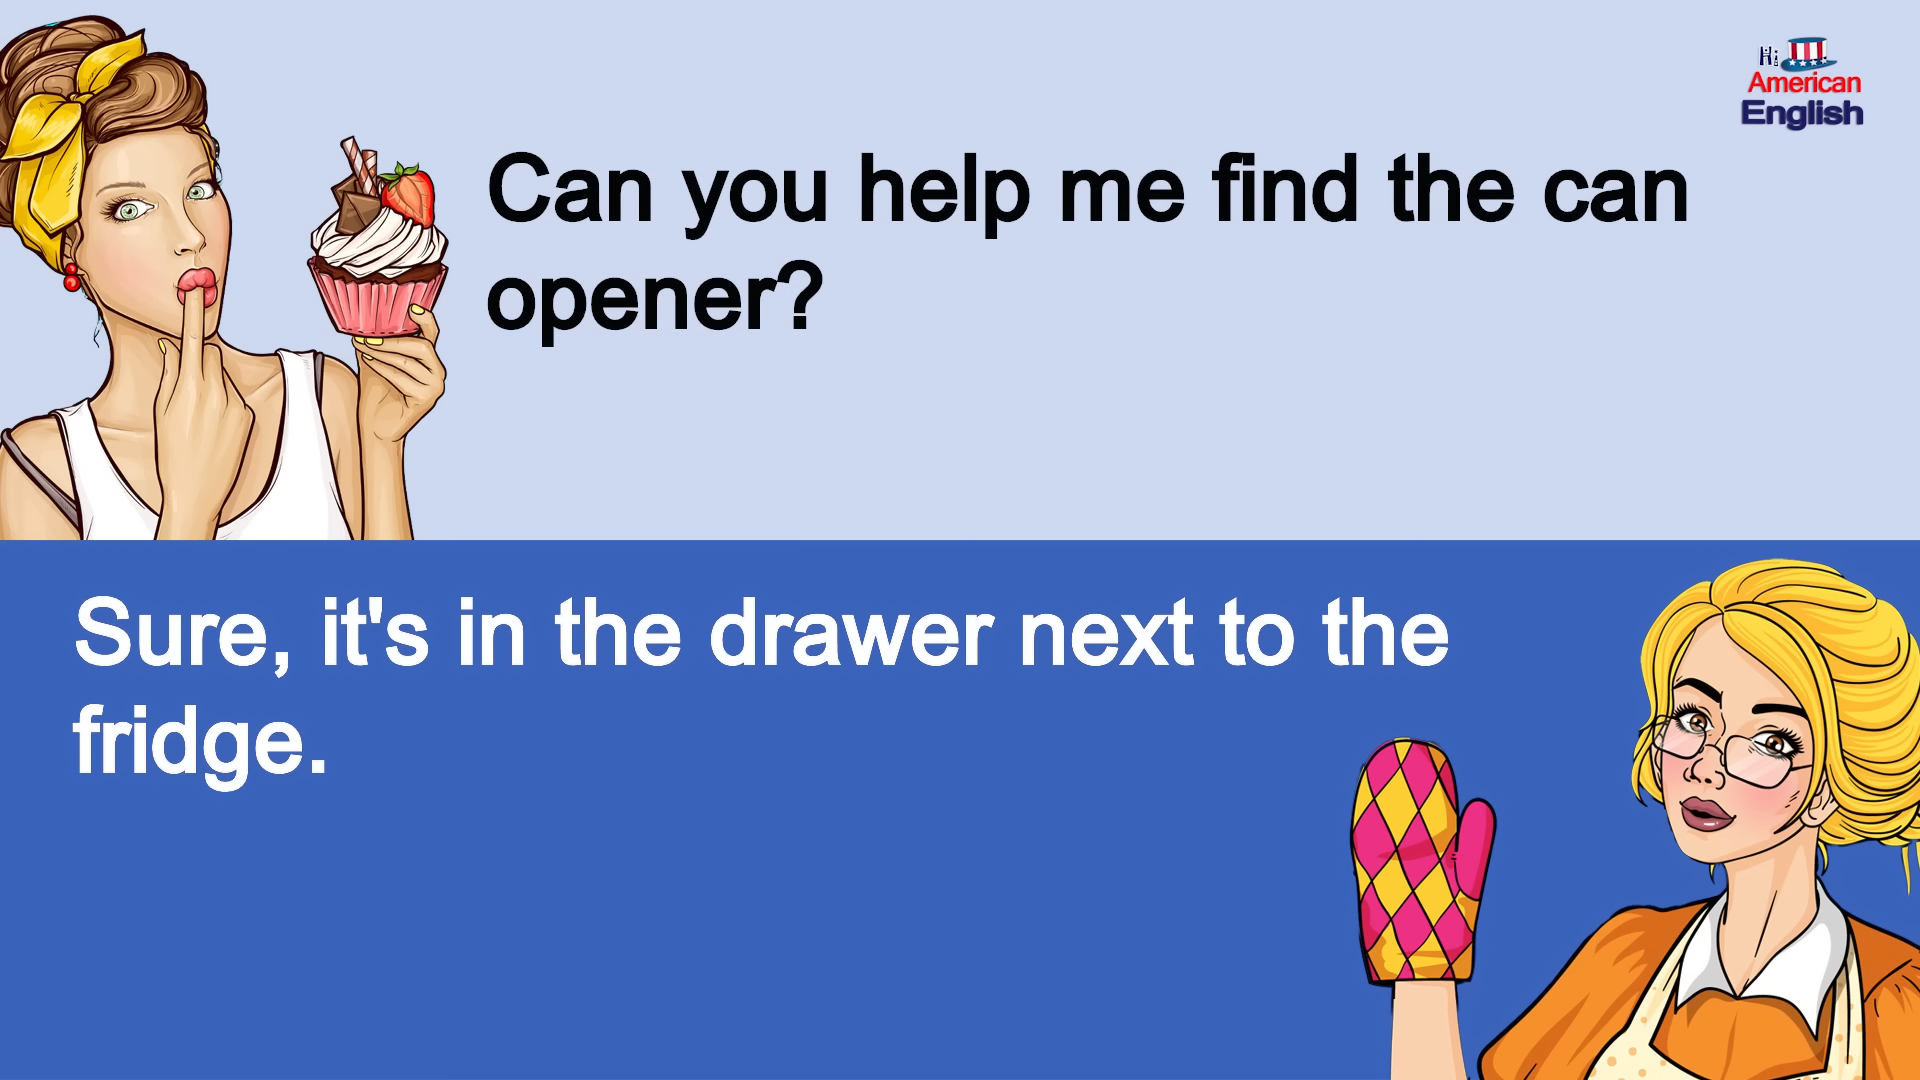 Hi
American
English
Can you help me find the can
opener?
Sure, it's in the drawer next to the
fridge.